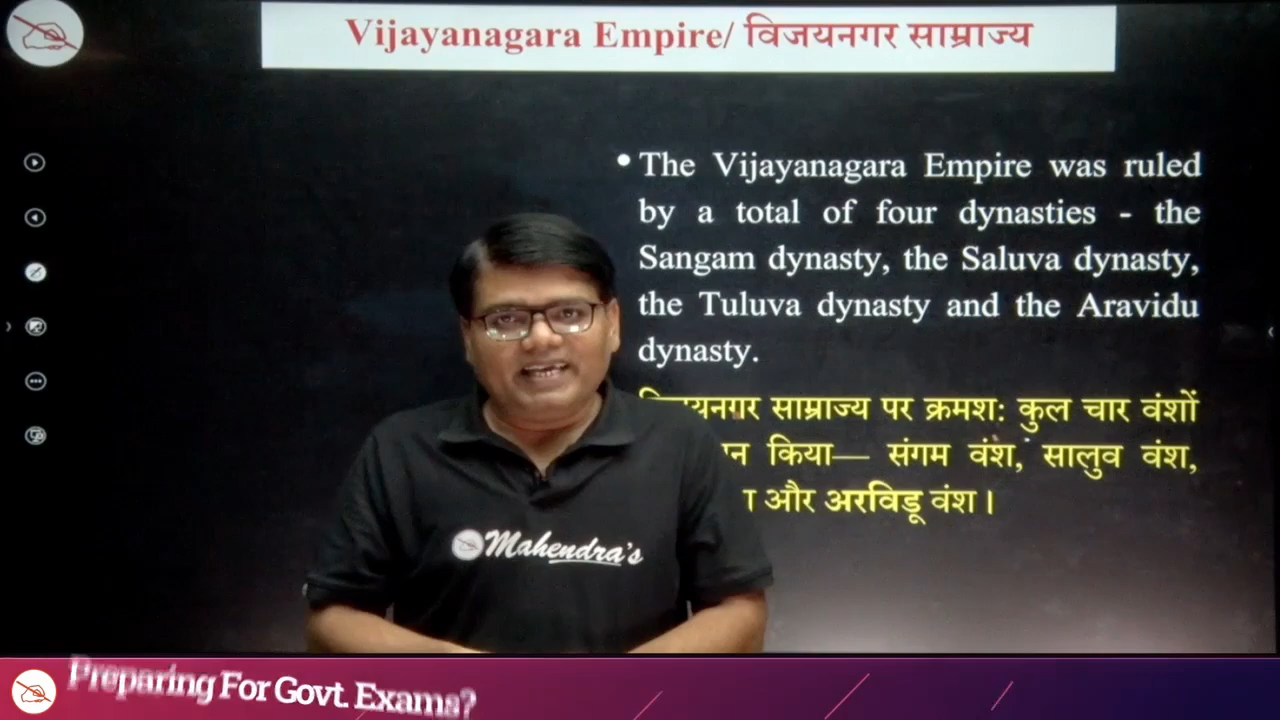 Vijayanagara Empire/ विजयनगर साम्राज्य
• The Vijayanagara Empire was ruled
by a total of four dynasties - the
Sangam dynasty, the Saluva dynasty,
the Tuluva dynasty and the Aravidu
dynasty.
साम्राज्य पर क्रमश: कुल चार वंशों
किया— संगम वंश, सालुव वंश,
और अरविडू वंश।
Mahendra's
Preparing For Govt. Exams?